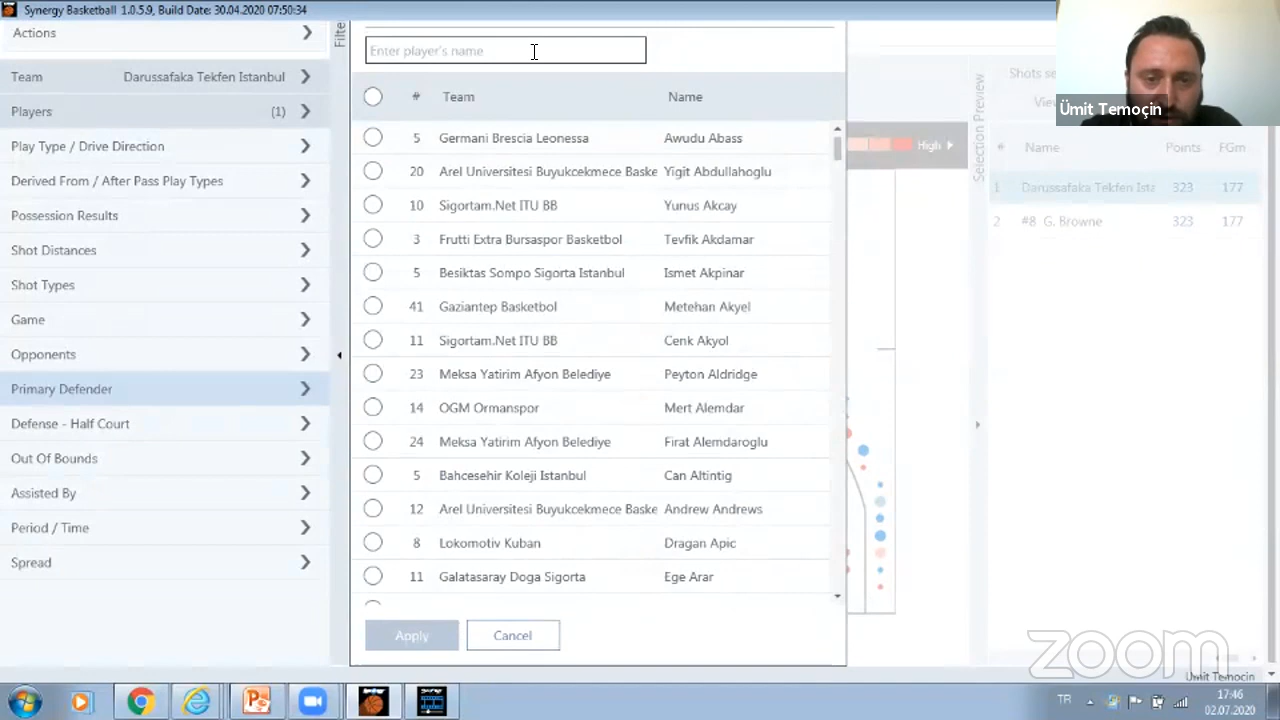 Synergy Basketball 1.0.5.9, Build Date: 30.04.2020 07:50:34
Actions
Team Darussafaka Tekfen Istanbul
Players
Play Type / Drive Direction
Derived From / After Pass Play Types
Possession Results
Shot Distances
Shot Types
Game
Opponents
Primary Defender
Defense - Half Court
Out Of Bounds
Assisted By
Period / Time
Spread
Filte
Enter player's name
# Team Name
5 Germani Brescia Leonessa Awudu Abass
20 Arel Universitesi Buyukcekmece Baske Yigit Abdullahoglu
10 Sigortam.Net ITU BB Yunus Akcay
3 Frutti Extra Bursaspor Basketbol Tevfik Akdamar
5 Besiktas Sompo Sigorta Istanbul Ismet Akpinar
41 Gaziantep Basketbol Metehan Akyel
11 Sigortam.Net ITU BB Cenk Akyol
23 Meksa Yatirim Afyon Belediye Peyton Aldridge
14 OGM Ormanspor Mert Alemdar
24 Meksa Yatirim Afyon Belediye Firat Alemdaroglu
5 Bahcesehir Koleji Istanbul Can Altintig
12 Arel Universitesi Buyukcekmece Baske Andrew Andrews
8 Lokomotiv Kuban Dragan Apic
11 Galatasaray Doga Sigorta Ege Arar
Apply Cancel
High
Selection Preview
Shots se
Vie
# Name Points FGm
1 Darussafaka Tekfen Ista 323 177
2 #8 G. Browne 323 177
Ümit Temoçin
zoom
Umit Temocin
TR
17:46
02.07.2020